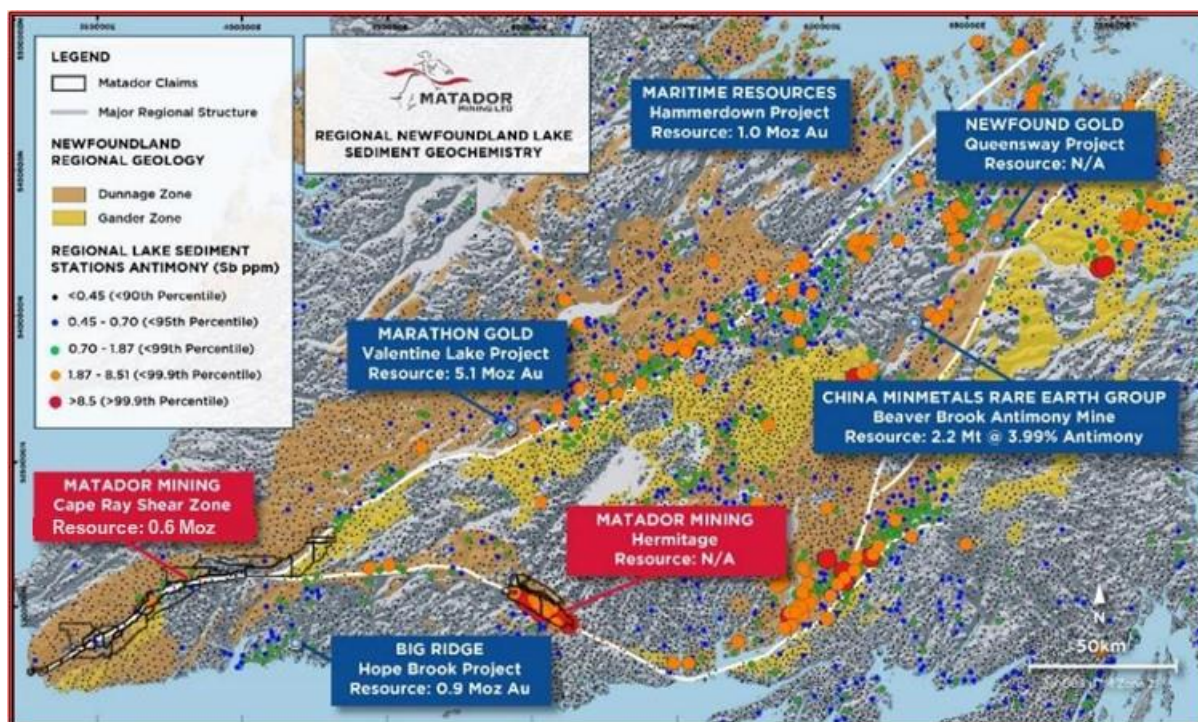 LEGEND
Matador Claims
Major Regional Structure
NEWFOUNDLAND
REGIONAL GEOLOGY
Dunnage Zone
Gander Zone
REGIONAL LAKE SEDIMENT
STATIONS ANTIMONY (Sb ppm)
<0.45 (<90th Percentile)
0.45 - 0.70 (<95th Percentile)
0.70 - 1.87 (<99th Percentile)
1.87 - 8.51 (<99.9th Percentile)
>8.5 (>99.9th Percentile)
MATADOR
MINING LTD
REGIONAL NEWFOUNDLAND LAKE
SEDIMENT GEOCHEMISTRY
MARITIME RESOURCES
Hammerdown Project
Resource: 1.0 Moz Au
NEWFOUND GOLD
Queensway Project
Resource: N/A
MARATHON GOLD
Valentine Lake Project
Resource: 5.1 Moz Au
CHINA MINMETALS RARE EARTH GROUP
Beaver Brook Antimony Mine
Resource: 2.2 Mt @ 3.99% Antimony
MATADOR MINING
Cape Ray Shear Zone
Resource: 0.6 Moz
MATADOR MINING
Hermitage
Resource: N/A
BIG RIDGE
Hope Brook Project
Resource: 0.9 Moz Au
N
50km